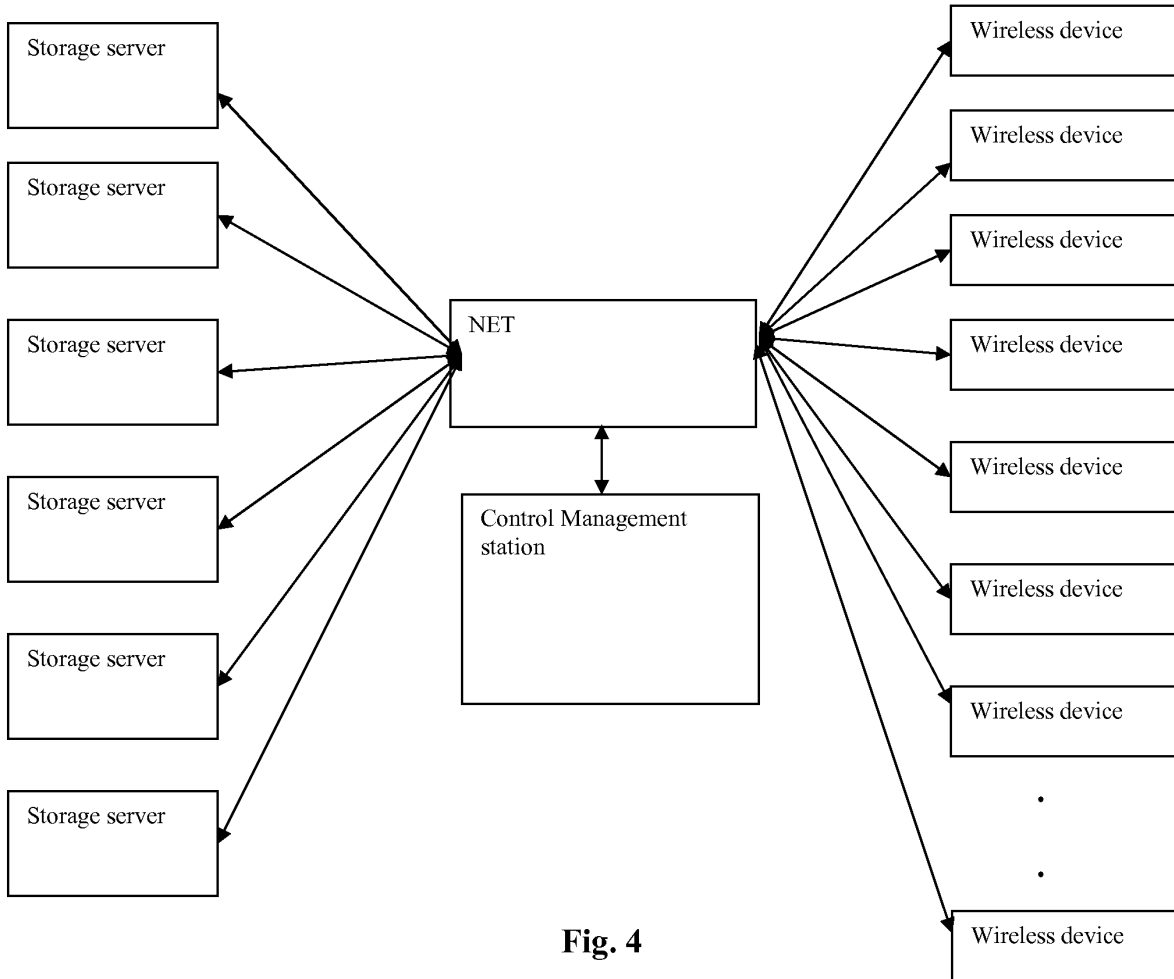 Storage server
Storage server
Storage server
Storage server
Storage server
Storage server
NET
Control Management
station
Wireless device
Wireless device
Wireless device
Wireless device
Wireless device
Wireless device
Wireless device
.
.
Wireless device
Fig. 4